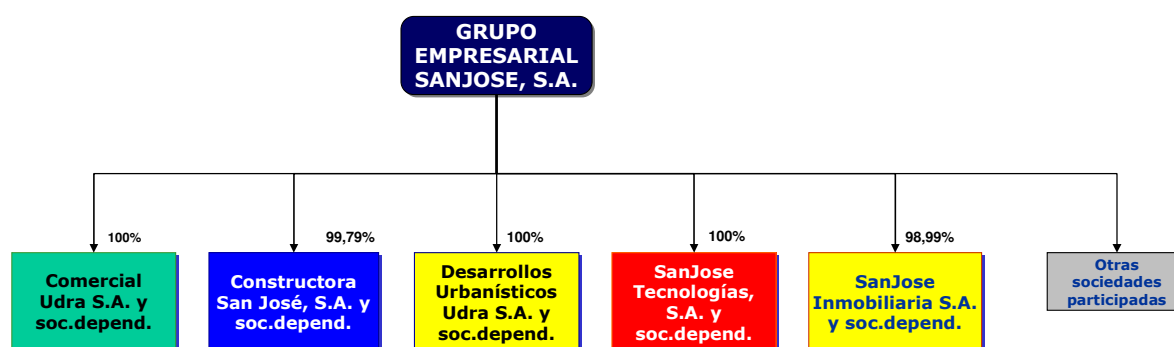 GRUPO
EMPRESARIAL
SANJOSE, S.A.
100%
99,79%
100%
100%
98,99%
Comercial
Udra S.A. y
soc.depend.
Constructora
San José, S.A. y
soc.depend.
Desarrollos
Urbanísticos
Udra S.A. y
soc.depend.
SanJose
Tecnologías,
S.A. y
soc.depend.
SanJose
Inmobiliaria S.A.
y soc.depend.
Otras
sociedades
participadas